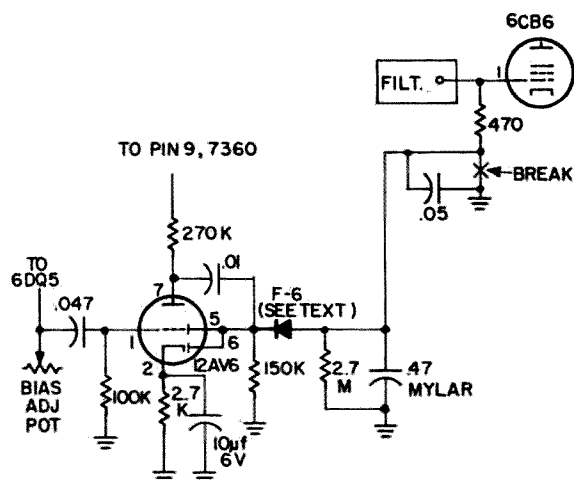 6CB6
FILT.
1
470
TO PIN 9, 7360
BREAK
.05
270K
TO
6DQ5
.01
F-6
(SEE TEXT)
.047
7
5
6
1
12AV6
2
150K
2.7
M
.47
MYLAR
BIAS
ADJ
POT
100K
2.7
K
10µf
6V